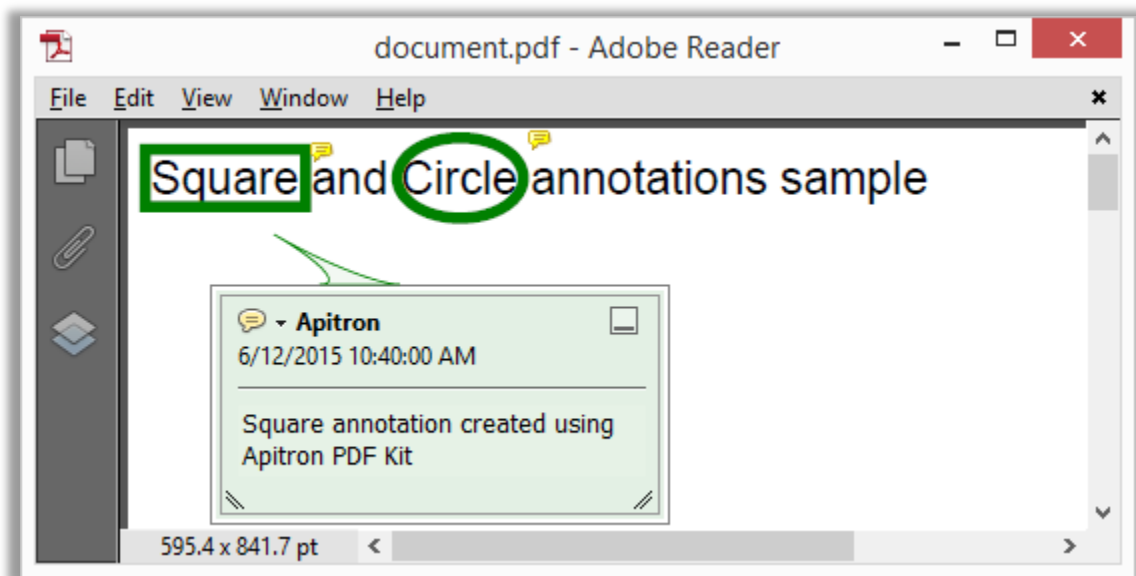 document.pdf - Adobe Reader
File Edit View Window Help
Square and Circle annotations sample
Apitron
6/12/2015 10:40:00 AM
Square annotation created using
Apitron PDF Kit
595.4 x 841.7 pt